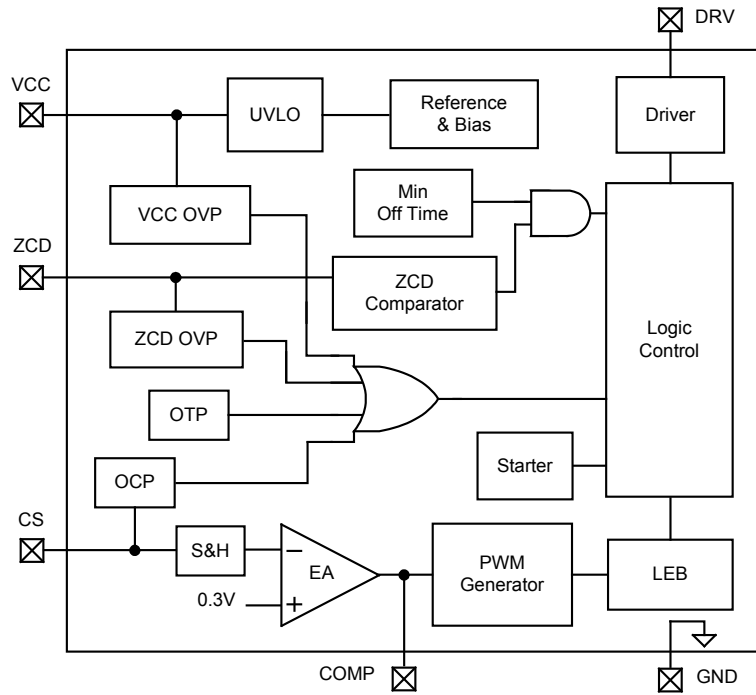 DRV
VCC
UVLO
Reference
& Bias
Driver
VCC OVP
Min
Off Time
ZCD
ZCD
Comparator
ZCD OVP
Logic
Control
OTP
Starter
OCP
CS
S&H
EA
PWM
Generator
LEB
0.3V
COMP
GND